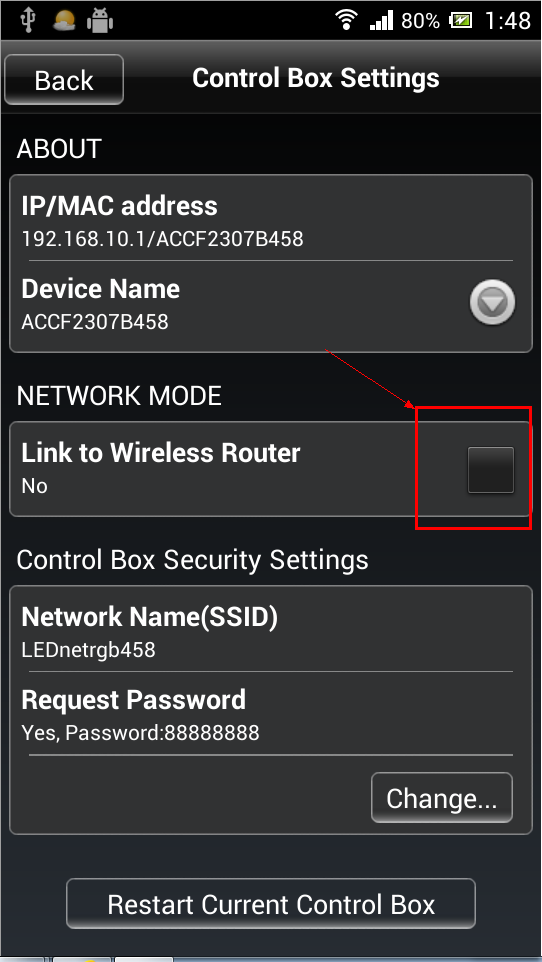 80% 1:48
Back
Control Box Settings
ABOUT
IP/MAC address
192.168.10.1/ACCF2307B458
Device Name
ACCF2307B458
NETWORK MODE
Link to Wireless Router
No
Control Box Security Settings
Network Name(SSID)
LEDnetrgb458
Request Password
Yes, Password:88888888
Change...
Restart Current Control Box